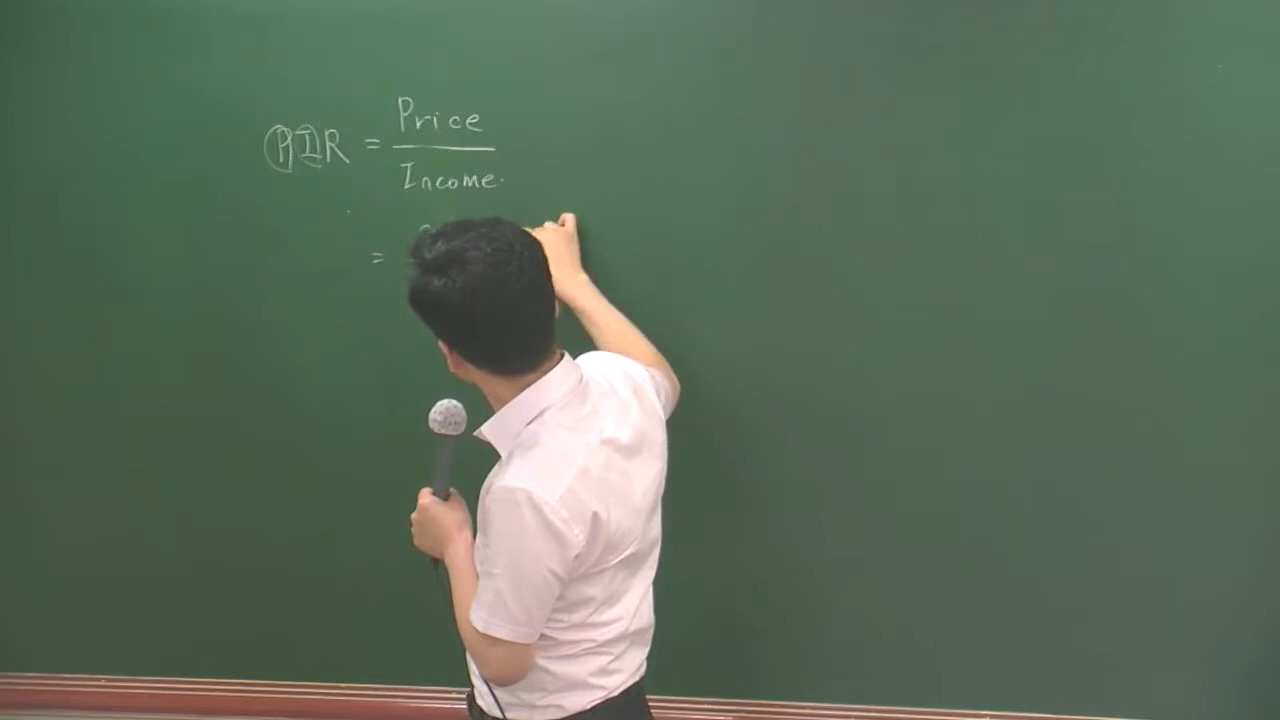 PIR = Price / Income.
=